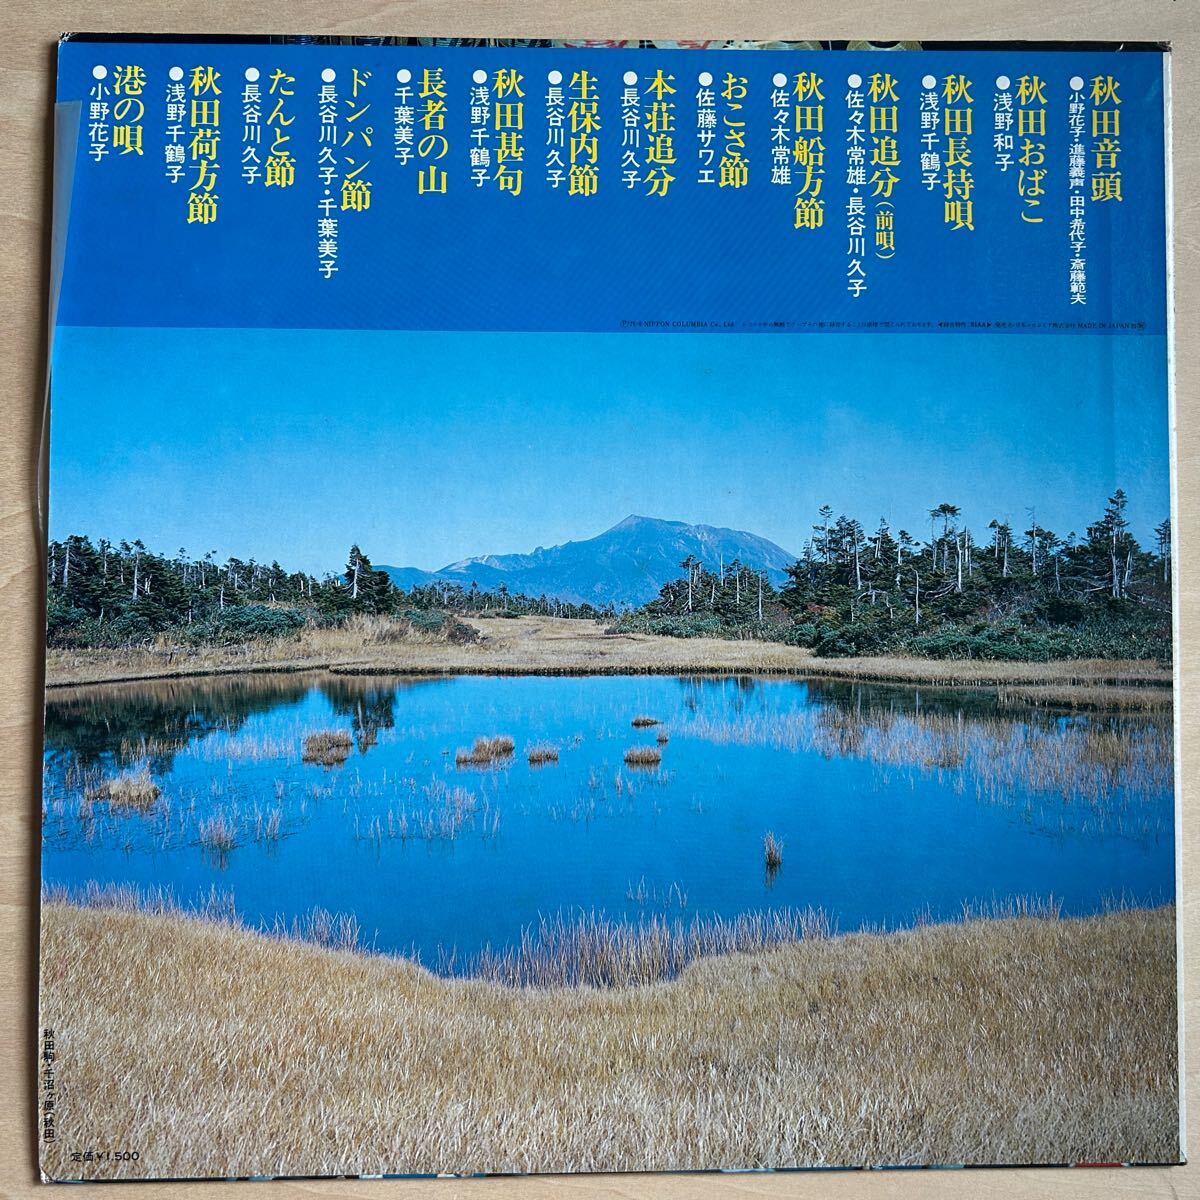 秋田音頭
●小野花子・進藤義声・田中希代子・斎藤範夫
秋田おばこ
●浅野和子
秋田長持唄
●浅野千鶴子
秋田追分（前唄）
●佐々木常雄・長谷川久子
秋田船方節
●佐々木常雄
おこさ節
●佐藤サワエ
本荘追分
●長谷川久子
生保内節
●長谷川久子
秋田甚句
●浅野千鶴子
長者の山
●千葉美子
ドンパン節
●長谷川久子・千葉美子
たんと節
●長谷川久子
秋田荷方節
●浅野千鶴子
港の唄
●小野花子
NIPPON COLUMBIA Co., Ltd. MADE IN JAPAN
秋田駒・千沼ヶ原（秋田）
定価¥1,500